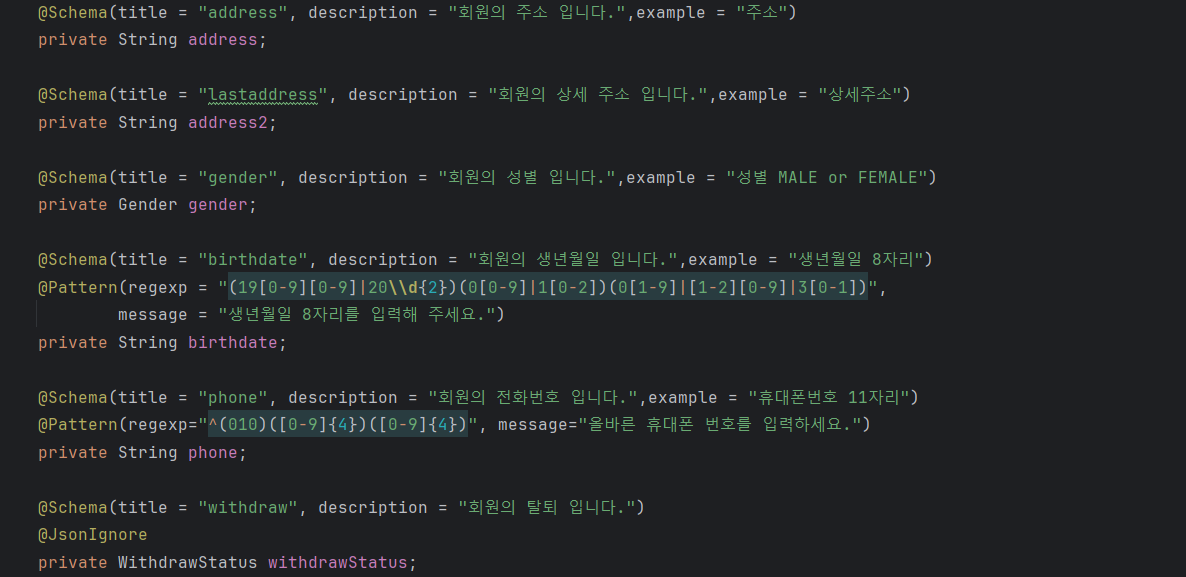 @Schema(title = "address", description = "회원의 주소 입니다.",example = "주소")
private String address;
@Schema(title = "lastaddress", description = "회원의 상세 주소 입니다.",example = "상세주소")
private String address2;
@Schema(title = "gender", description = "회원의 성별 입니다.",example = "성별 MALE or FEMALE")
private Gender gender;
@Schema(title = "birthdate", description = "회원의 생년월일 입니다.",example = "생년월일 8자리")
@Pattern(regexp = "(19[0-9][0-9]|20\\d{2})(0[0-9]|1[0-2])(0[1-9]|[1-2][0-9]|3[0-1])",
message = "생년월일 8자리를 입력해 주세요.")
private String birthdate;
@Schema(title = "phone", description = "회원의 전화번호 입니다.",example = "휴대폰번호 11자리")
@Pattern(regexp="^(010)([0-9]{4})([0-9]{4})", message="올바른 휴대폰 번호를 입력하세요.")
private String phone;
@Schema(title = "withdraw", description = "회원의 탈퇴 입니다.")
@JsonIgnore
private WithdrawStatus withdrawStatus;